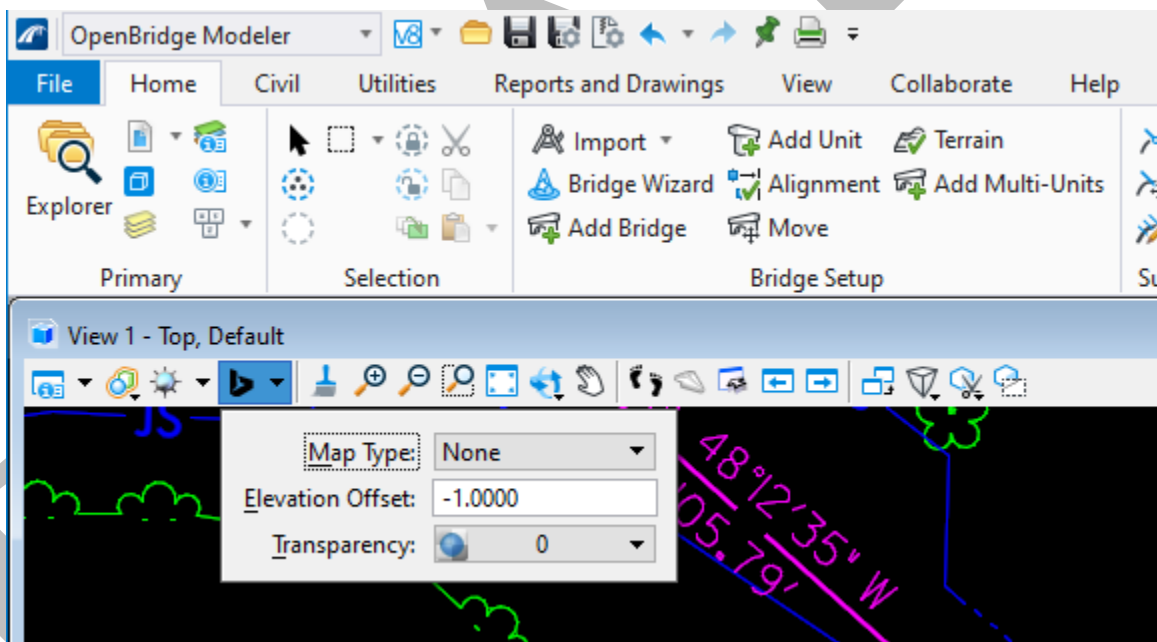 OpenBridge Modeler V8
File Home Civil Utilities Reports and Drawings View Collaborate Help
Import Add Unit Terrain
Bridge Wizard Alignment Add Multi-Units
Explorer
Add Bridge Move
Primary Selection Bridge Setup
View 1 - Top, Default
JS
Map Type: None
Elevation Offset: -1.0000
Transparency: 0
48°12'35" W
05.79'